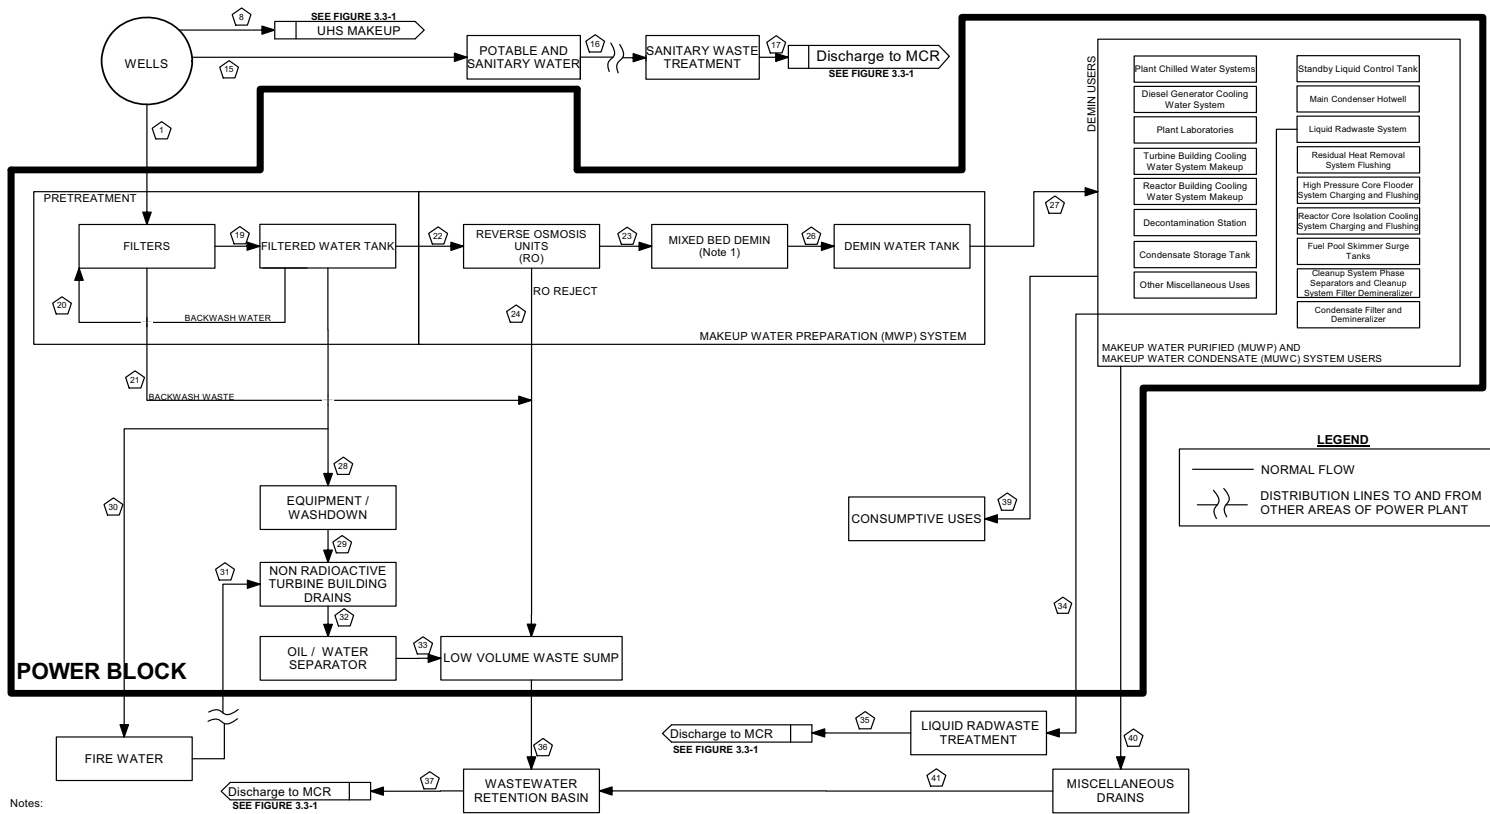 SEE FIGURE 3.3-1
8
UHS MAKEUP
WELLS
15
POTABLE AND
SANITARY WATER
16
SANITARY WASTE
TREATMENT
17
Discharge to MCR
SEE FIGURE 3.3-1
1
DEMIN USERS
Plant Chilled Water Systems
Diesel Generator Cooling
Water System
Plant Laboratories
Turbine Building Cooling
Water System Makeup
Reactor Building Cooling
Water System Makeup
Decontamination Station
Condensate Storage Tank
Other Miscellaneous Uses
Standby Liquid Control Tank
Main Condenser Hotwell
Liquid Radwaste System
Residual Heat Removal
System Flushing
High Pressure Core Flooder
System Charging and Flushing
Reactor Core Isolation Cooling
System Charging and Flushing
Fuel Pool Skimmer Surge
Tanks
Cleanup System Phase
Separators and Cleanup
System Filter Demineralizer
Condensate Filter and
Demineralizer
MAKEUP WATER PURIFIED (MUWP) AND
MAKEUP WATER CONDENSATE (MUWC) SYSTEM USERS
PRETREATMENT
FILTERS
19
FILTERED WATER TANK
22
REVERSE OSMOSIS
UNITS
(RO)
23
MIXED BED DEMIN
(Note 1)
26
DEMIN WATER TANK
27
20
BACKWASH WATER
RO REJECT
24
MAKEUP WATER PREPARATION (MWP) SYSTEM
21
BACKWASH WASTE
LEGEND
NORMAL FLOW
DISTRIBUTION LINES TO AND FROM
OTHER AREAS OF POWER PLANT
28
30
EQUIPMENT /
WASHDOWN
CONSUMPTIVE USES
39
29
31
NON RADIOACTIVE
TURBINE BUILDING
DRAINS
34
32
OIL / WATER
SEPARATOR
33
LOW VOLUME WASTE SUMP
POWER BLOCK
FIRE WATER
36
Discharge to MCR
SEE FIGURE 3.3-1
35
LIQUID RADWASTE
TREATMENT
40
Discharge to MCR
SEE FIGURE 3.3-1
37
WASTEWATER
RETENTION BASIN
41
MISCELLANEOUS
DRAINS
Notes: